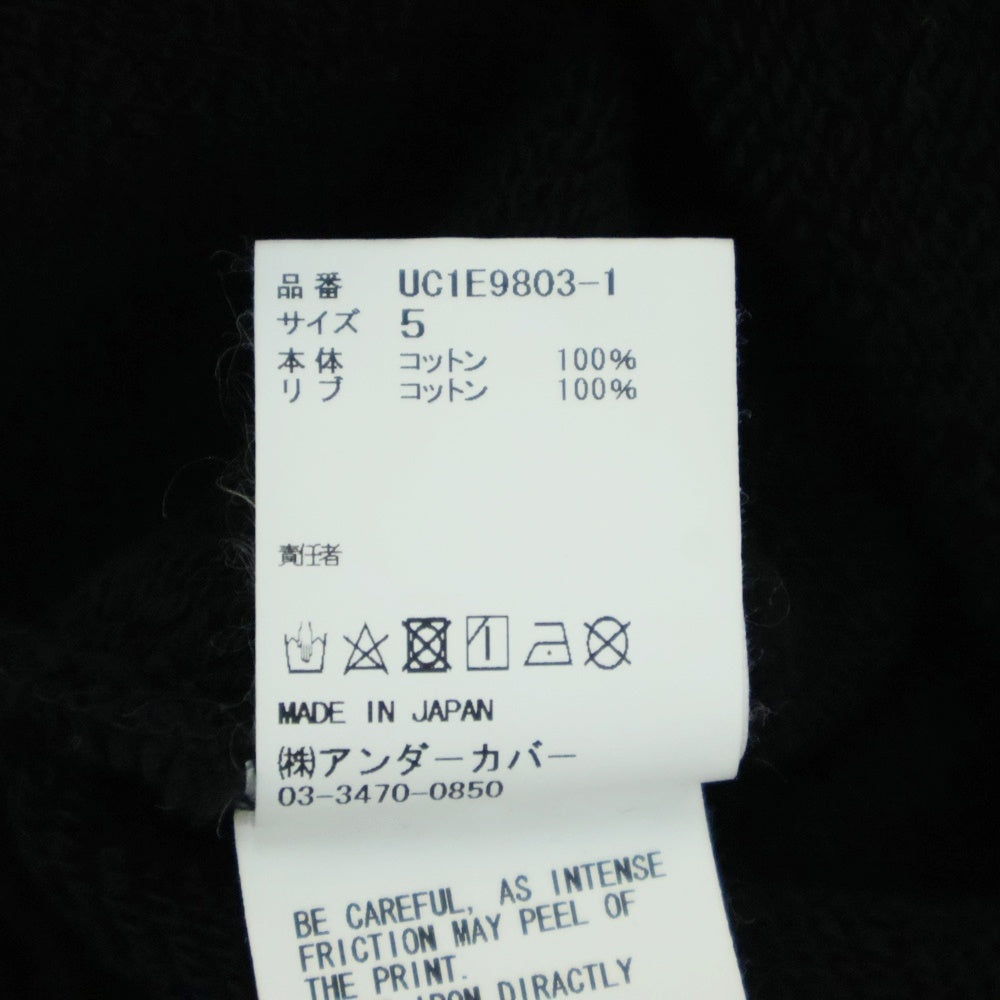 品番 UC1E9803-1
サイズ 5
本体 コットン 100%
リブ コットン 100%
責任者
MADE IN JAPAN
(株)アンダーカバー
03-3470-0850
BE CAREFUL, AS INTENSE
FRICTION MAY PEEL OF
THE PRINT.
DIRACTLY